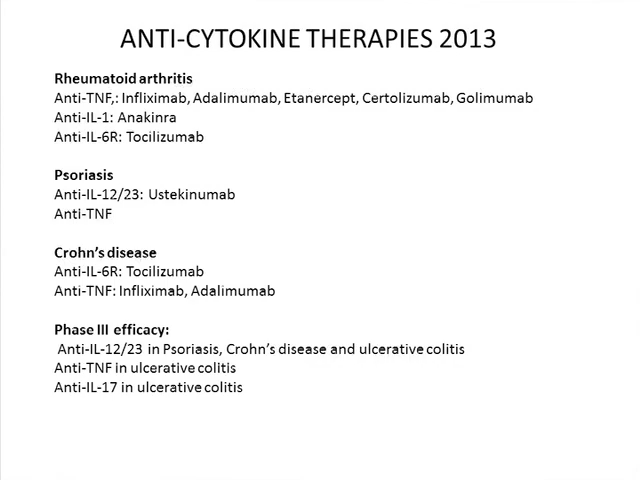 ANTI-CYTOKINE THERAPIES 2013
Rheumatoid arthritis
Anti-TNF,: Infliximab, Adalimumab, Etanercept, Certolizumab, Golimumab
Anti-IL-1: Anakinra
Anti-IL-6R: Tocilizumab
Psoriasis
Anti-IL-12/23: Ustekinumab
Anti-TNF
Crohn's disease
Anti-IL-6R: Tocilizumab
Anti-TNF: Infliximab, Adalimumab
Phase III efficacy:
Anti-IL-12/23 in Psoriasis, Crohn's disease and ulcerative colitis
Anti-TNF in ulcerative colitis
Anti-IL-17 in ulcerative colitis